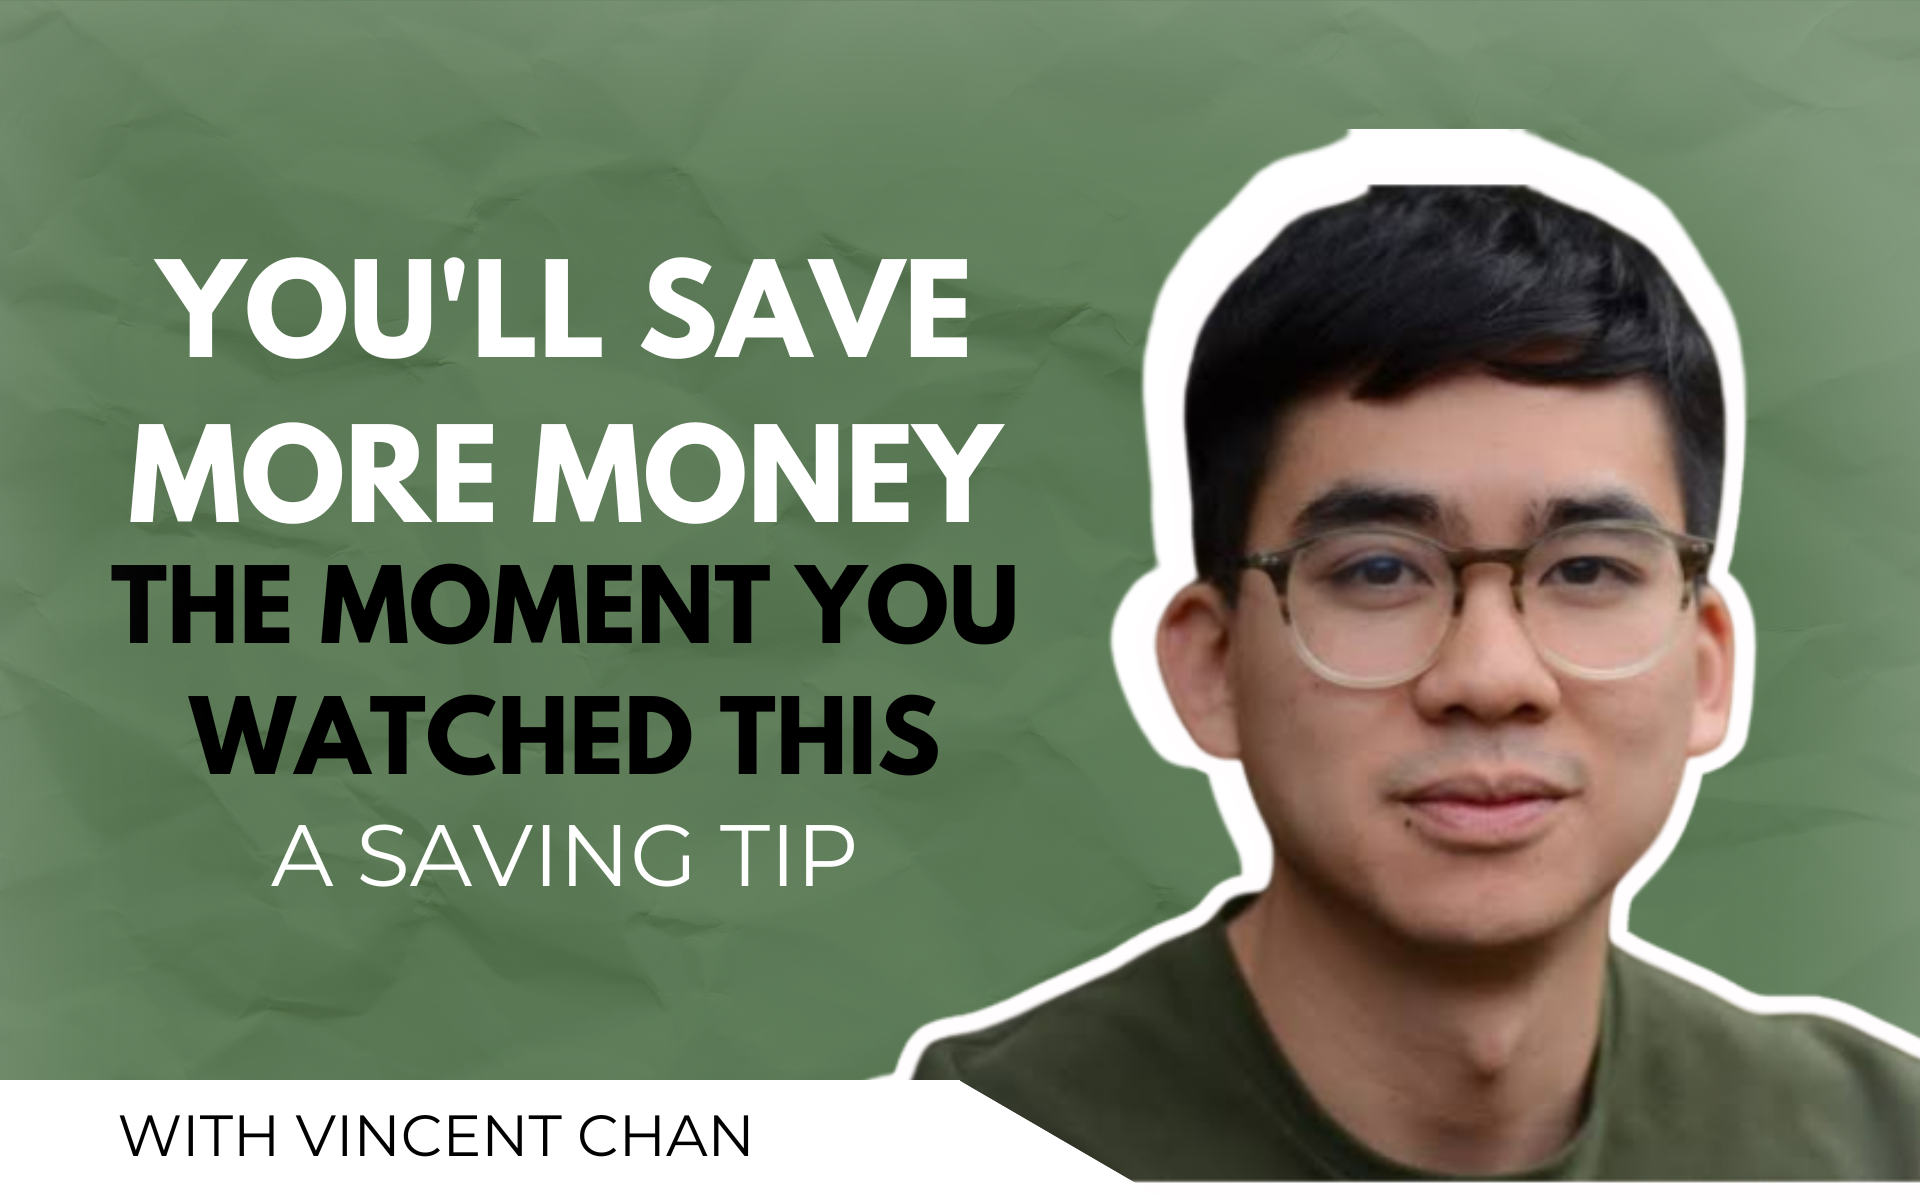 YOU'LL SAVE
MORE MONEY
THE MOMENT YOU
WATCHED THIS
A SAVING TIP
WITH VINCENT CHAN